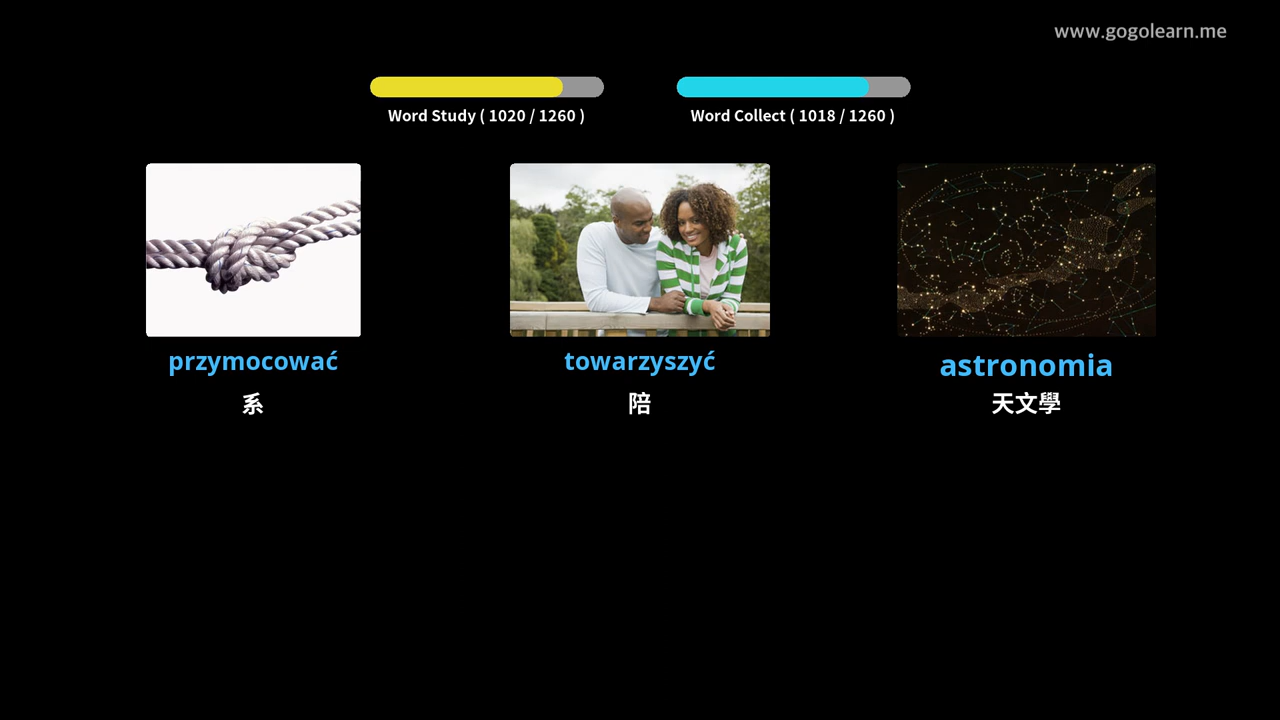 www.gogolearn.me
Word Study ( 1020 / 1260 )
Word Collect ( 1018 / 1260 )
przymocować
towarzyszyć
astronomia
系
陪
天文學